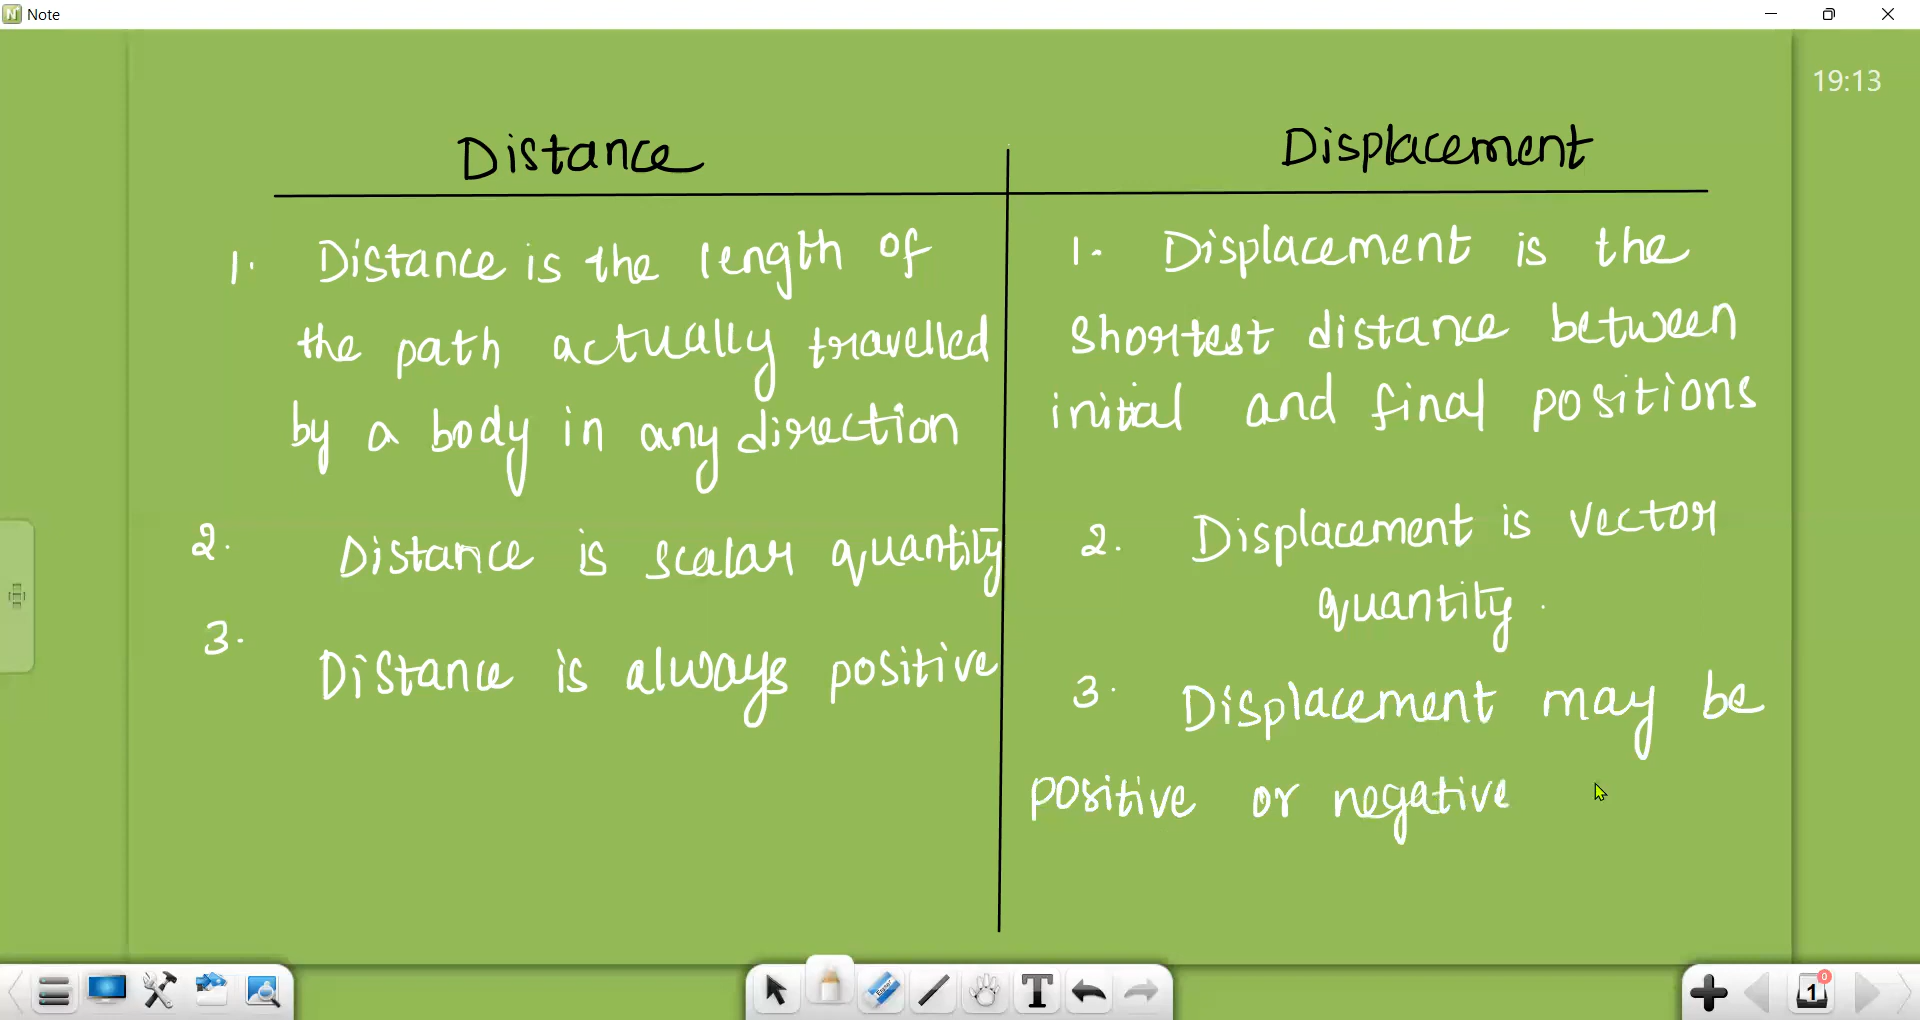 Note
19:13
Distance
Displacement
1. Distance is the length of
the path actually travelled
by a body in any direction
2. Distance is scalar quantity
3. Distance is always positive
1. Displacement is the
shortest distance between
initial and final positions
2. Displacement is vector
quantity.
3. Displacement may be
positive or negative
T
1
0